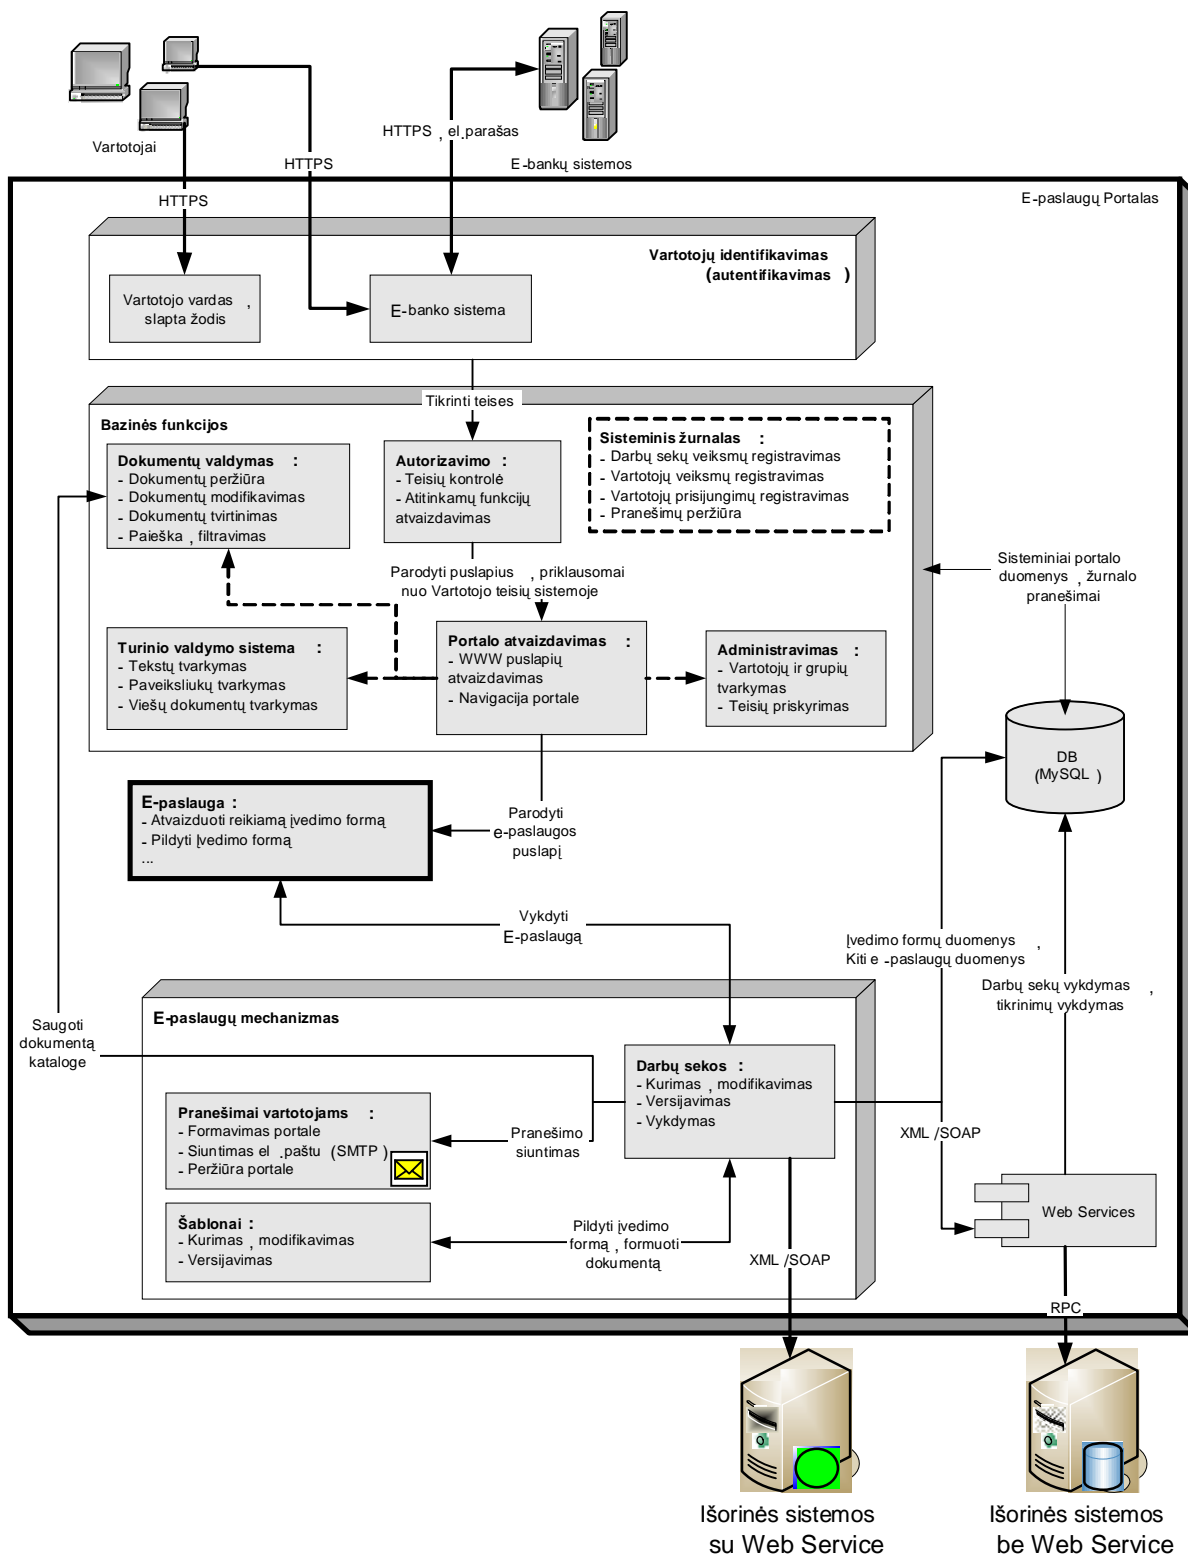 Vartotojai
HTTPS , el.parašas
E-bankų sistemos
HTTPS
HTTPS
E-paslaugų Portalas
Vartotojų identifikavimas
(autentifikavimas )
Vartotojo vardas ,
slapta žodis
E-banko sistema
Tikrinti teises
Bazinės funkcijos
Dokumentų valdymas :
- Dokumentų peržiūra
- Dokumentų modifikavimas
- Dokumentų tvirtinimas
- Paieška , filtravimas
Autorizavimo :
- Teisių kontrolė
- Atitinkamų funkcijų
atvaizdavimas
Sisteminis žurnalas :
- Darbų sekų veiksmų registravimas
- Vartotojų veiksmų registravimas
- Vartotojų prisijungimų registravimas
- Pranešimų peržiūra
Parodyti puslapius , priklausomai
nuo Vartotojo teisių sistemoje
Sisteminiai portalo
duomenys , žurnalo
pranešimai
Turinio valdymo sistema :
- Tekstų tvarkymas
- Paveiksliukų tvarkymas
- Viešų dokumentų tvarkymas
Portalo atvaizdavimas :
- WWW puslapių
atvaizdavimas
- Navigacija portale
Administravimas :
- Vartotojų ir grupių
tvarkymas
- Teisių priskyrimas
DB
(MySQL )
E-paslauga :
- Atvaizduoti reikiamą įvedimo formą
- Pildyti Įvedimo formą
...
Parodyti
e-paslaugos
puslapį
Vykdyti
E-paslaugą
Įvedimo formų duomenys ,
Kiti e -paslaugų duomenys
Darbų sekų vykdymas ,
tikrinimų vykdymas
Saugoti
dokumentą
kataloge
E-paslaugų mechanizmas
Darbų sekos :
- Kurimas , modifikavimas
- Versijavimas
- Vykdymas
Pranešimai vartotojams :
- Formavimas portale
- Siuntimas el .paštu (SMTP )
- Peržiūra portale
Pranešimo
siuntimas
XML /SOAP
Šablonai :
- Kurimas , modifikavimas
- Versijavimas
Pildyti įvedimo
formą , formuoti
dokumentą
XML /SOAP
Web Services
RPC
Išorinės sistemos
su Web Service
Išorinės sistemos
be Web Service